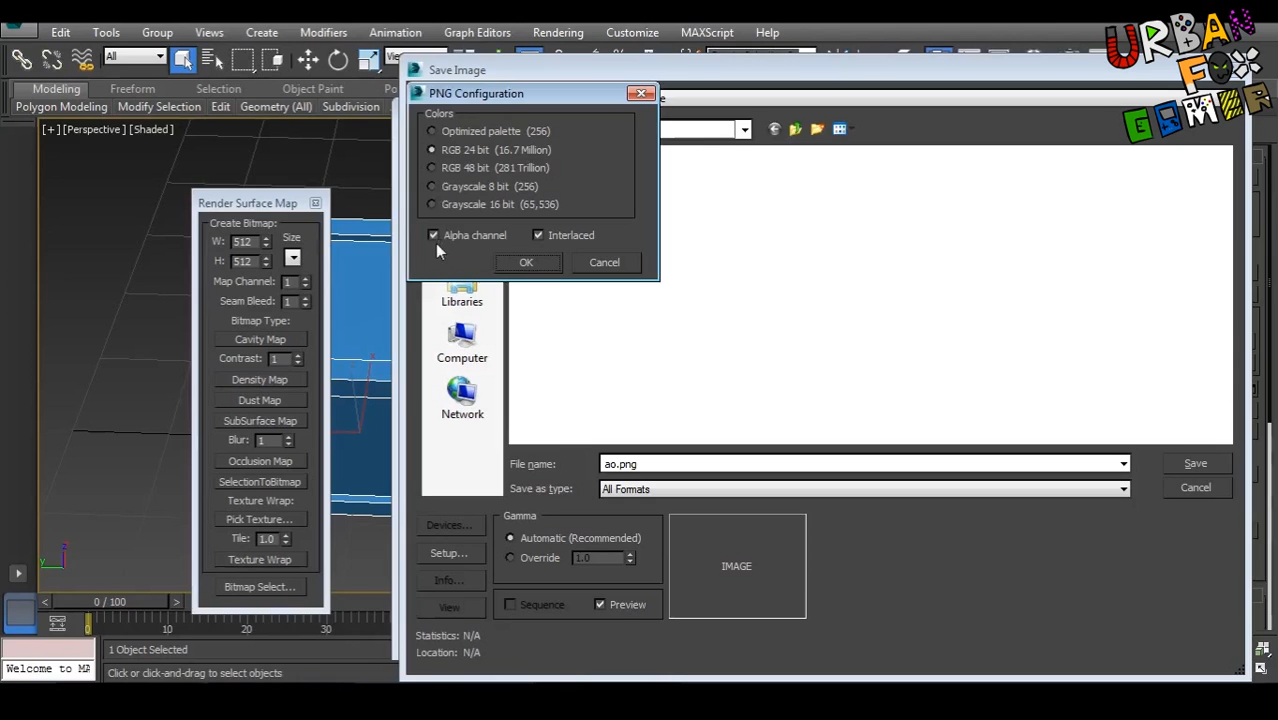 Edit Tools Group Views Create Modifiers Animation Graph Editors Rendering Customize MAXScript Help
URBAN FOX GAMER
All
Save Image
Modeling Freeform Selection Object Paint
Polygon Modeling Modify Selection Edit Geometry (All) Subdivision
[+] [Perspective] [Shaded]
PNG Configuration
Colors
Optimized palette (256)
RGB 24 bit (16.7 Million)
RGB 48 bit (281 Trillion)
Grayscale 8 bit (256)
Grayscale 16 bit (65,536)
Alpha channel Interlaced
OK Cancel
Render Surface Map
Create Bitmap:
W: 512 Size
H: 512
Map Channel: 1
Seam Bleed: 1
Bitmap Type:
Cavity Map
Contrast: 1
Density Map
Dust Map
SubSurface Map
Blur: 1
Occlusion Map
SelectionToBitmap
Texture Wrap:
Pick Texture...
Tile: 1.0
Texture Wrap
Bitmap Select...
Libraries
Computer
Network
File name: ao.png Save
Save as type: All Formats Cancel
Devices...
Setup...
Info...
View
Gamma
Automatic (Recommended)
Override 1.0
Sequence Preview
IMAGE
Statistics: N/A
Location: N/A
y z
< 0 / 100 >
0 10 20 30
1 Object Selected
Welcome to MA
Click or click-and-drag to select objects